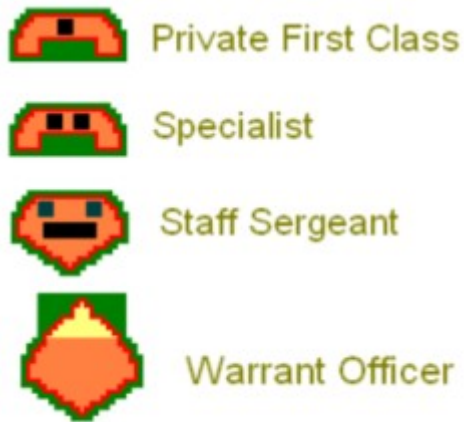 Private First Class
Specialist
Staff Sergeant
Warrant Officer